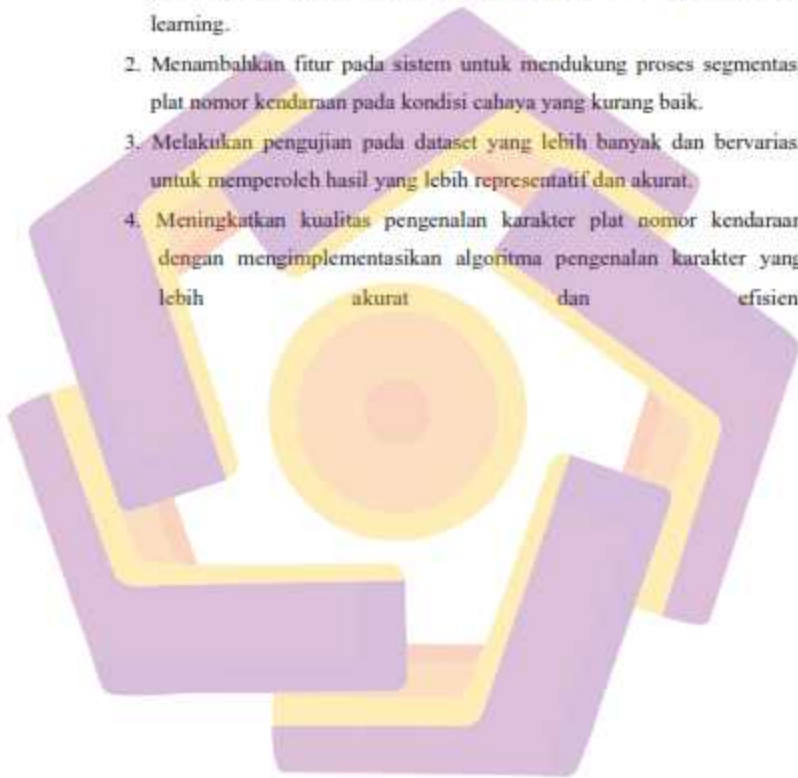 learning.
2. Menambahkan fitur pada sistem untuk mendukung proses segmentas
plat nomor kendaraan pada kondisi cahaya yang kurang baik.
3. Melakukan pengujian pada dataset yang lebih banyak dan bervarias
untuk memperoleh hasil yang lebih representatif dan akurat.
4. Meningkatkan kualitas pengenalan karakter plat nomor kendaraan
dengan mengimplementasikan algoritma pengenalan karakter yang
lebih akurat dan efisien